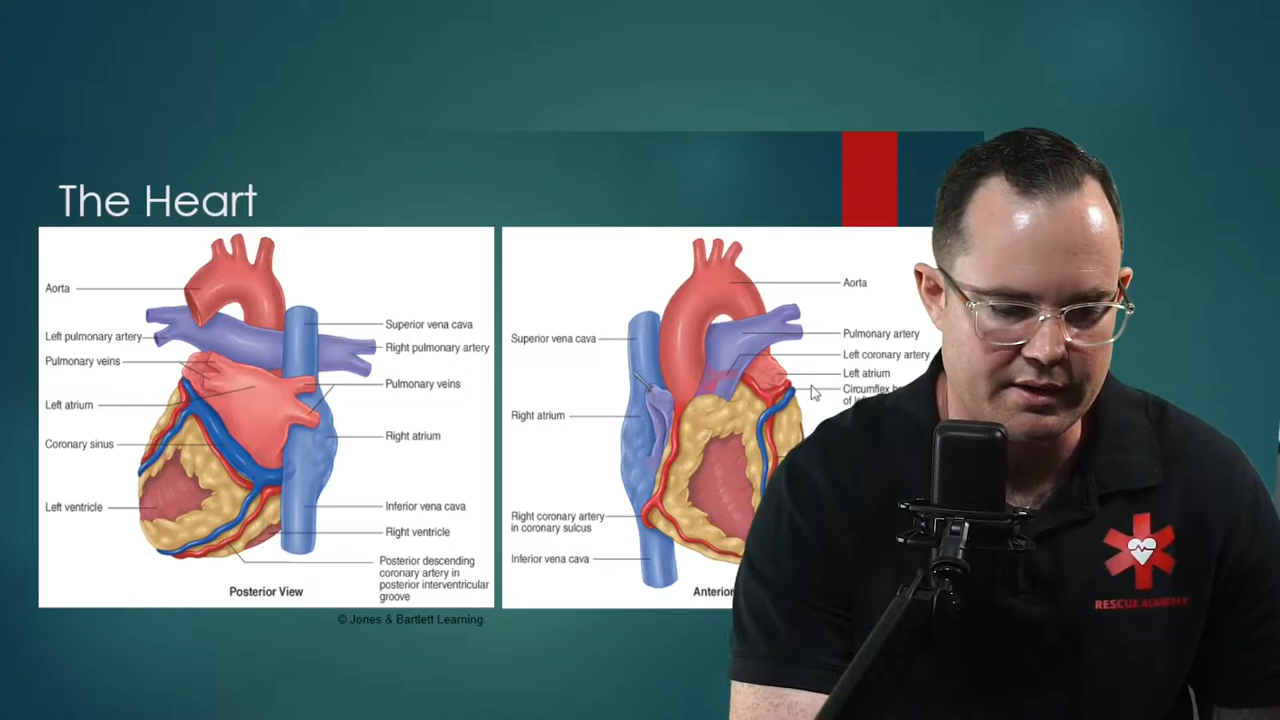 The Heart
Aorta
Left pulmonary artery
Pulmonary veins
Left atrium
Coronary sinus
Left ventricle
Superior vena cava
Right pulmonary artery
Pulmonary veins
Right atrium
Inferior vena cava
Right ventricle
Posterior descending
coronary artery in
posterior interventricular
groove
Posterior View
© Jones & Bartlett Learning
Superior vena cava
Right atrium
Right coronary artery
in coronary sulcus
Inferior vena cava
Aorta
Pulmonary artery
Left coronary artery
Left atrium
Circumflex
of
Anterior
RESCUE ACADEMY